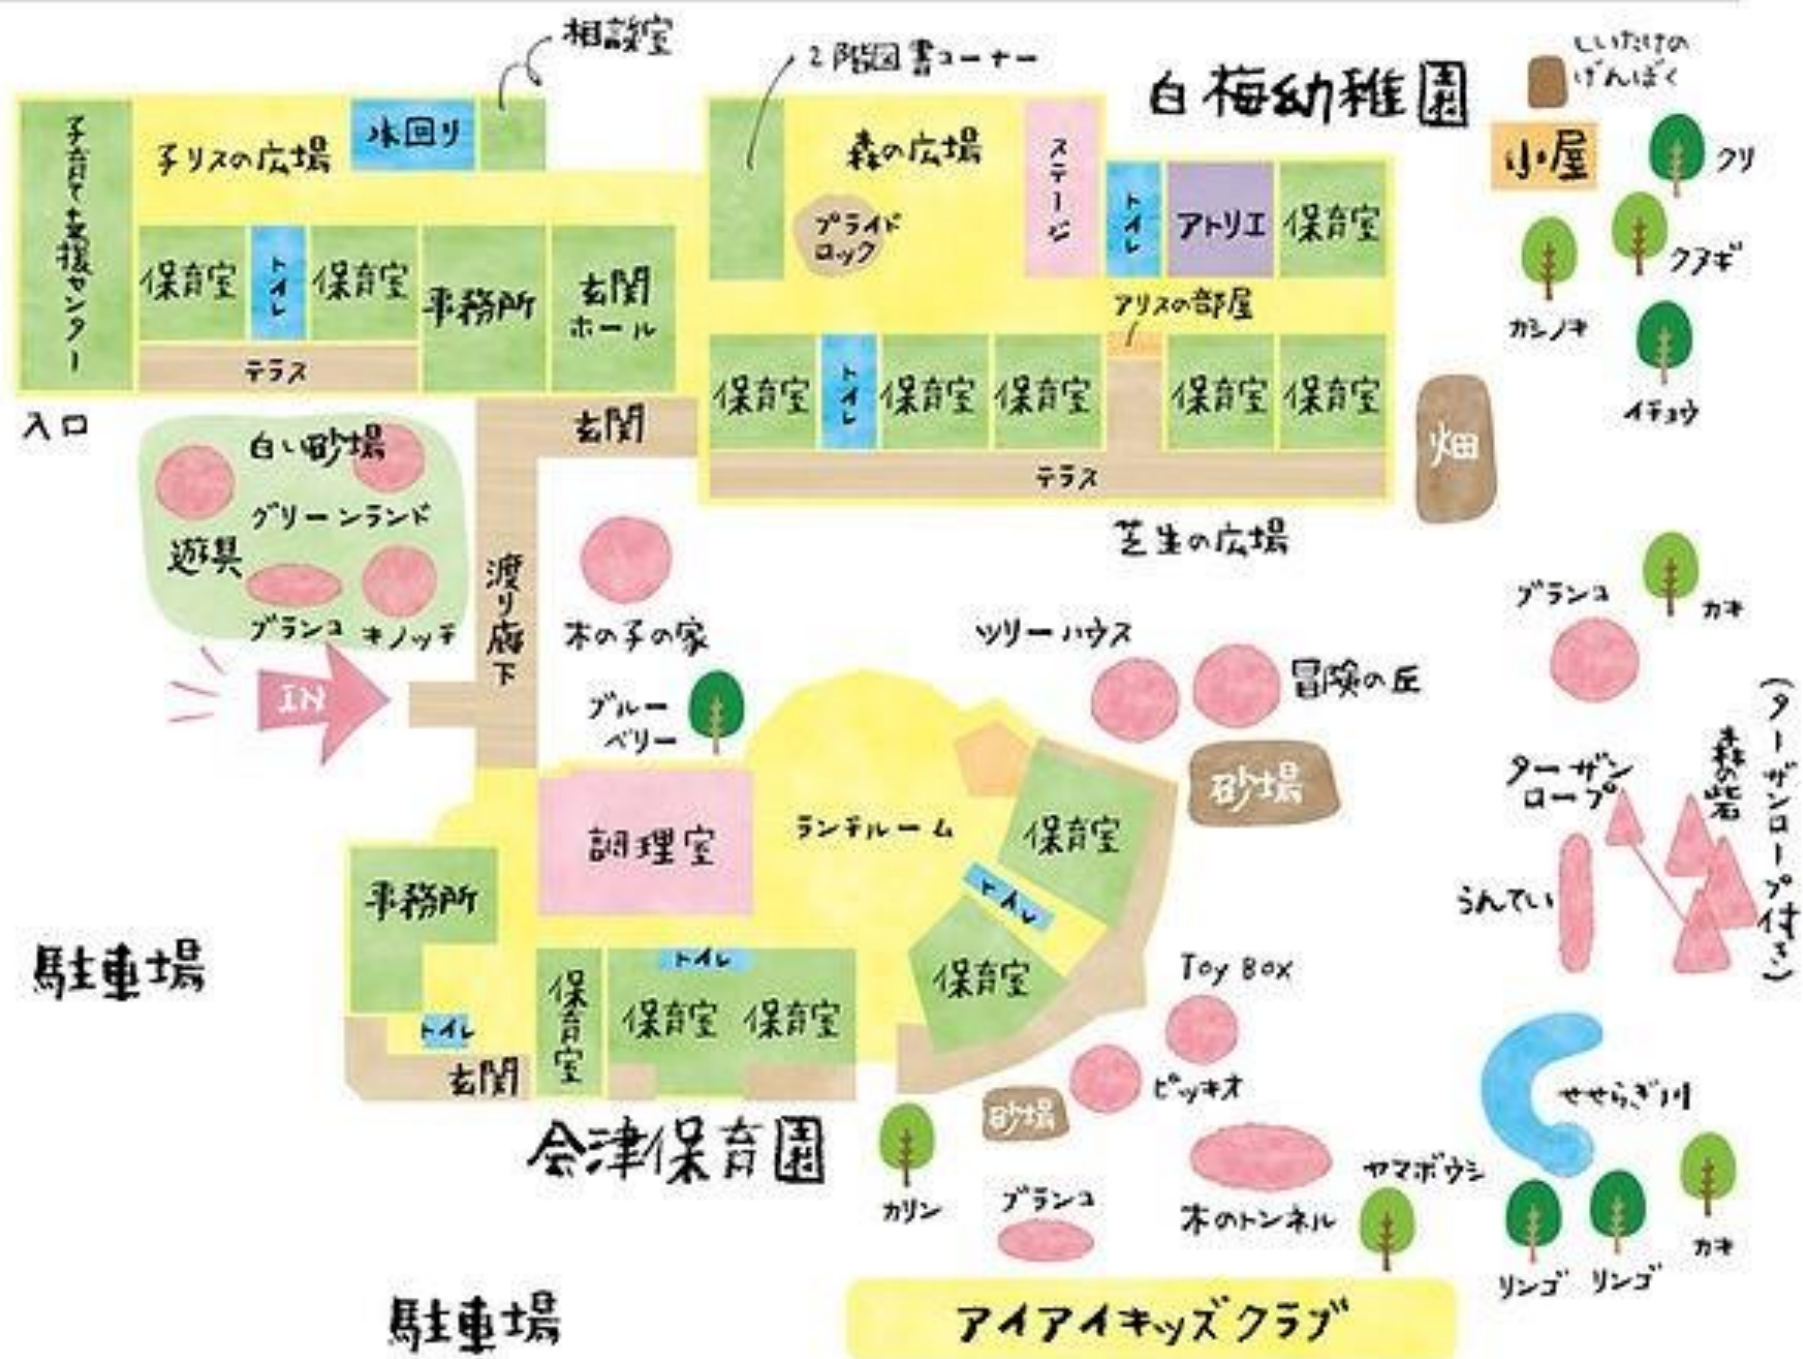 相談室
2階図書コーナー
白梅幼稚園
しいたけの
げんぼく
子育て支援センター
子リスの広場
水回り
森の広場
ステージ
小屋
クリ
プライド
ロック
トイレ
アトリエ
保育室
クヌギ
保育室
トイレ
保育室
事務所
玄関
ホール
アリスの部屋
カシノキ
テラス
保育室
トイレ
保育室
保育室
保育室
保育室
イチョウ
入口
白い砂場
玄関
畑
テラス
グリーンランド
遊具
芝生の広場
渡り廊下
ブランコ
キノッチ
木の子の家
ツリーハウス
ブランコ
カキ
冒険の丘
IN
ブルー
ベリー
砂場
ターザン
ロープ
森の砦
(ターザンロープ付き)
調理室
ランチルーム
保育室
事務所
トイレ
うんてい
保育室
駐車場
トイレ
保育室
トイレ
保育室
保育室
Toy Box
玄関
ピッキオ
せせらぎ川
砂場
会津保育園
カリン
ブランコ
木のトンネル
ヤマボウシ
カキ
リンゴ
リンゴ
駐車場
アイアイキッズクラブ